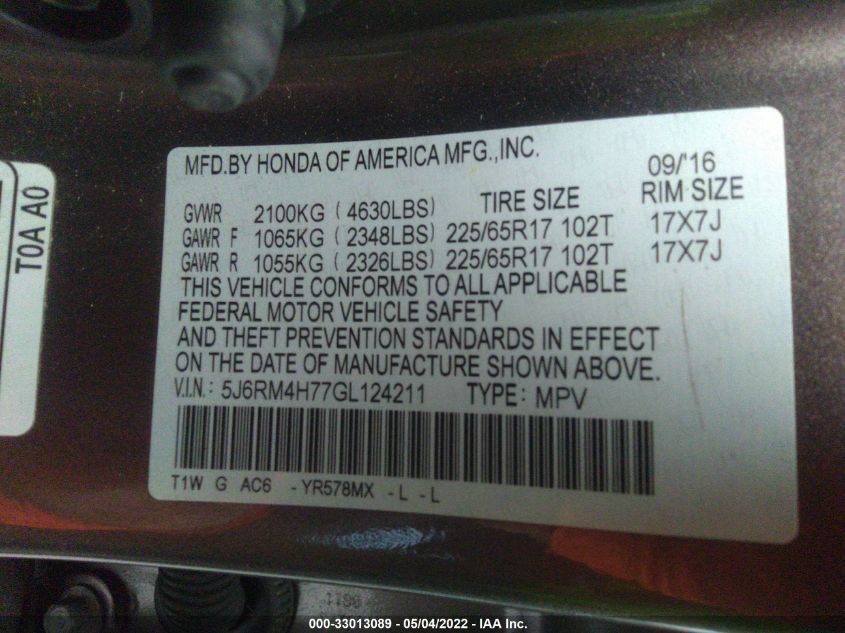 MFD.BY HONDA OF AMERICA MFG.,INC. 09/'16
GVWR 2100KG ( 4630LBS) TIRE SIZE RIM SIZE
GAWR F 1065KG ( 2348LBS) 225/65R17 102T 17X7J
GAWR R 1055KG ( 2326LBS) 225/65R17 102T 17X7J
THIS VEHICLE CONFORMS TO ALL APPLICABLE
FEDERAL MOTOR VEHICLE SAFETY
AND THEFT PREVENTION STANDARDS IN EFFECT
ON THE DATE OF MANUFACTURE SHOWN ABOVE.
V.I.N.: 5J6RM4H77GL124211 TYPE: MPV
T1W G AC6 -YR578MX -L -L
T0A A0
000-33013089 - 05/04/2022 - IAA Inc.